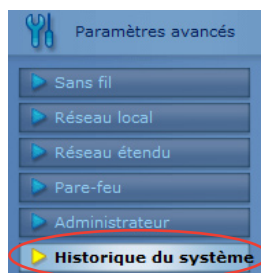 Paramètres avancés
Sans fil
Réseau local
Réseau étendu
Pare-feu
Administrateur
Historique du système